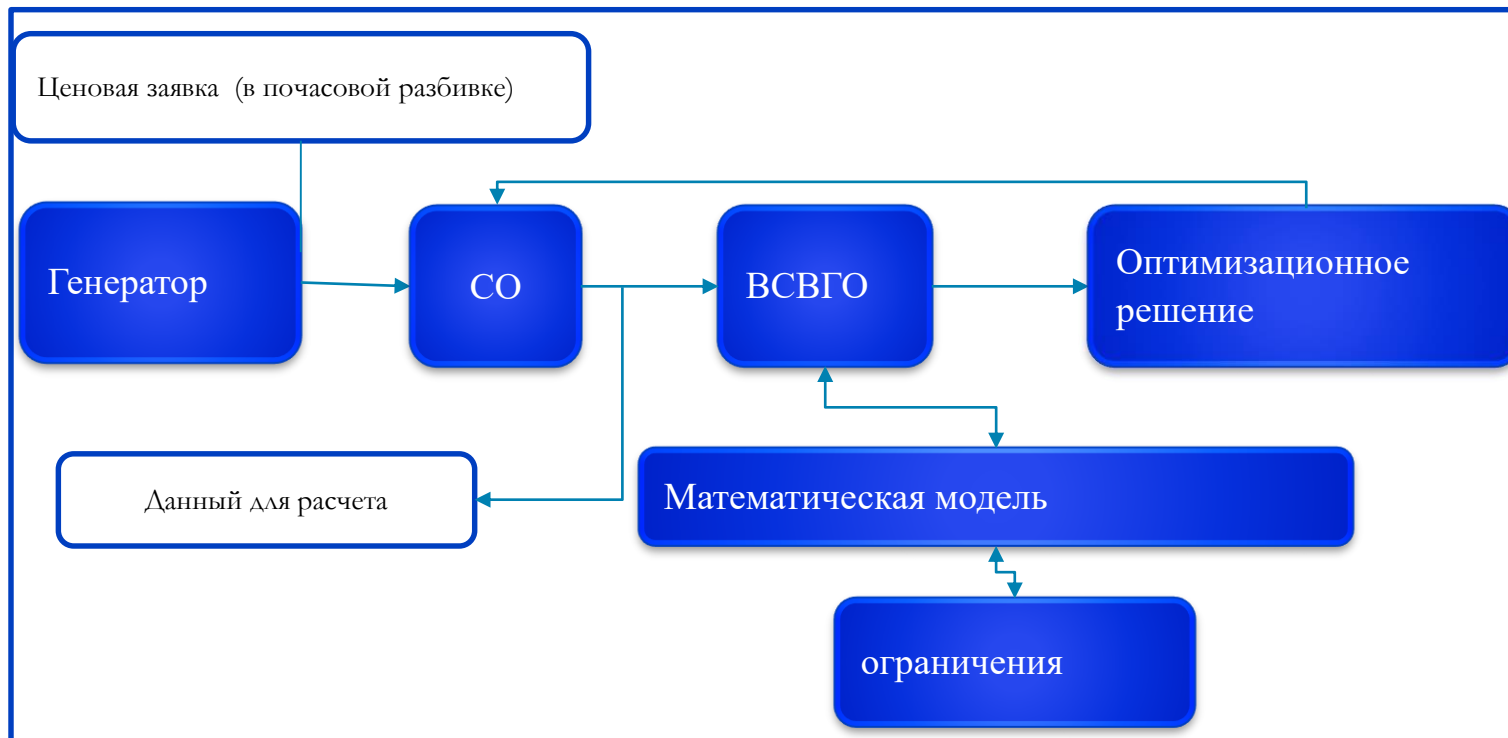 Ценовая заявка (в почасовой разбивке)
Генератор
СО
ВСВГО
Оптимизационное
решение
Данный для расчета
Математическая модель
ограничения